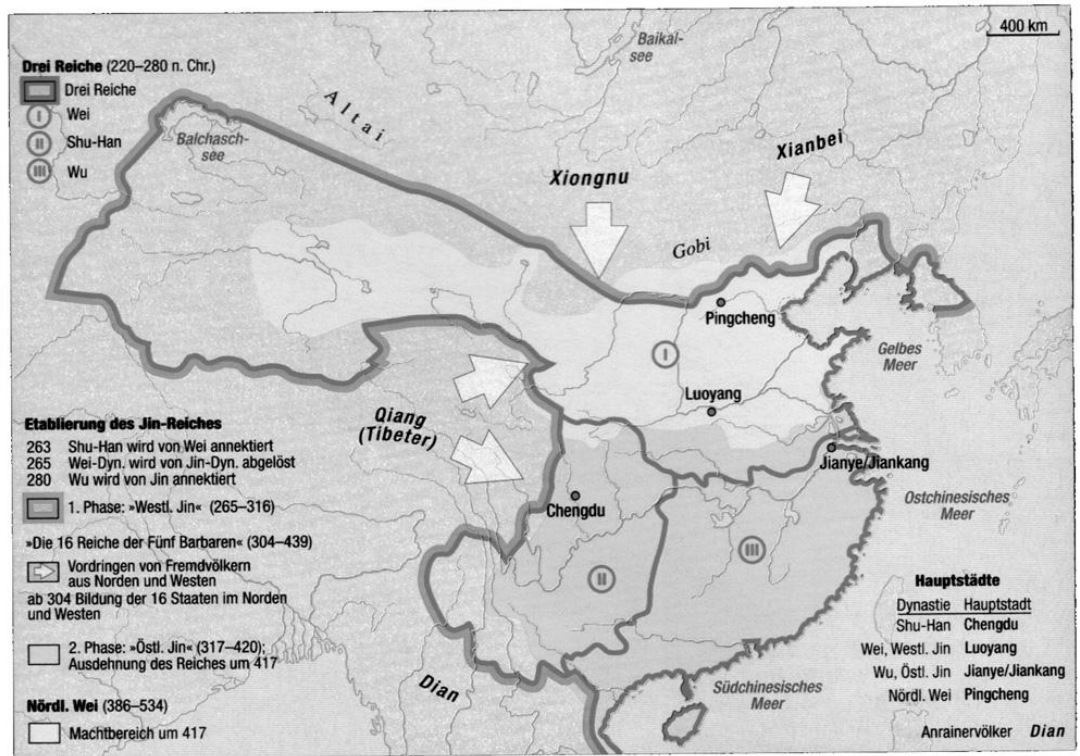 400 km
Baikal-
see
Drei Reiche (220–280 n. Chr.)
Drei Reiche
I Wei
II Shu-Han
III Wu
Altai
Balchasch-
see
Xiongnu
Xianbei
Gobi
Pingcheng
I
Gelbes
Meer
Luoyang
Qiang
(Tibeter)
Jianye/Jiankang
Chengdu
Ostchinesisches
Meer
III
II
Südchinesisches
Meer
Dian
Etablierung des Jin-Reiches
263 Shu-Han wird von Wei annektiert
265 Wei-Dyn. wird von Jin-Dyn. abgelöst
280 Wu wird von Jin annektiert
1. Phase: »Westl. Jin« (265–316)
»Die 16 Reiche der Fünf Barbaren« (304–439)
Vordringen von Fremdvölkern
aus Norden und Westen
ab 304 Bildung der 16 Staaten im Norden
und Westen
2. Phase: »Östl. Jin« (317–420);
Ausdehnung des Reiches um 417
Nördl. Wei (386–534)
Machtbereich um 417
Hauptstädte
Dynastie Hauptstadt
Shu-Han Chengdu
Wei, Westl. Jin Luoyang
Wu, Östl. Jin Jianye/Jiankang
Nördl. Wei Pingcheng
Anrainervölker Dian